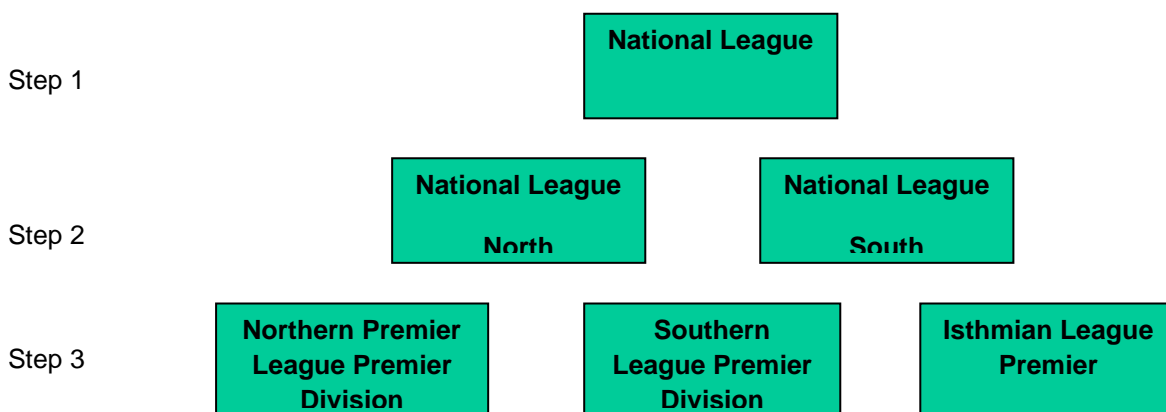 National League
Step 1
National League
North
National League
South
Step 2
Northern Premier
League Premier
Division
Southern
League Premier
Division
Isthmian League
Premier
Step 3